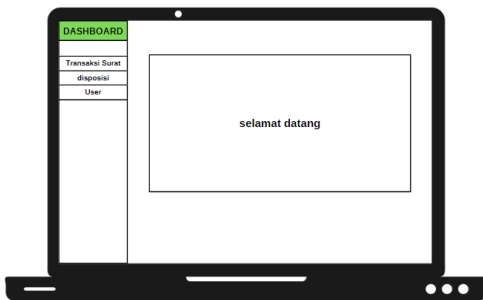 DASHBOARD
Transaksi Surat
disposisi
User
selamat datang